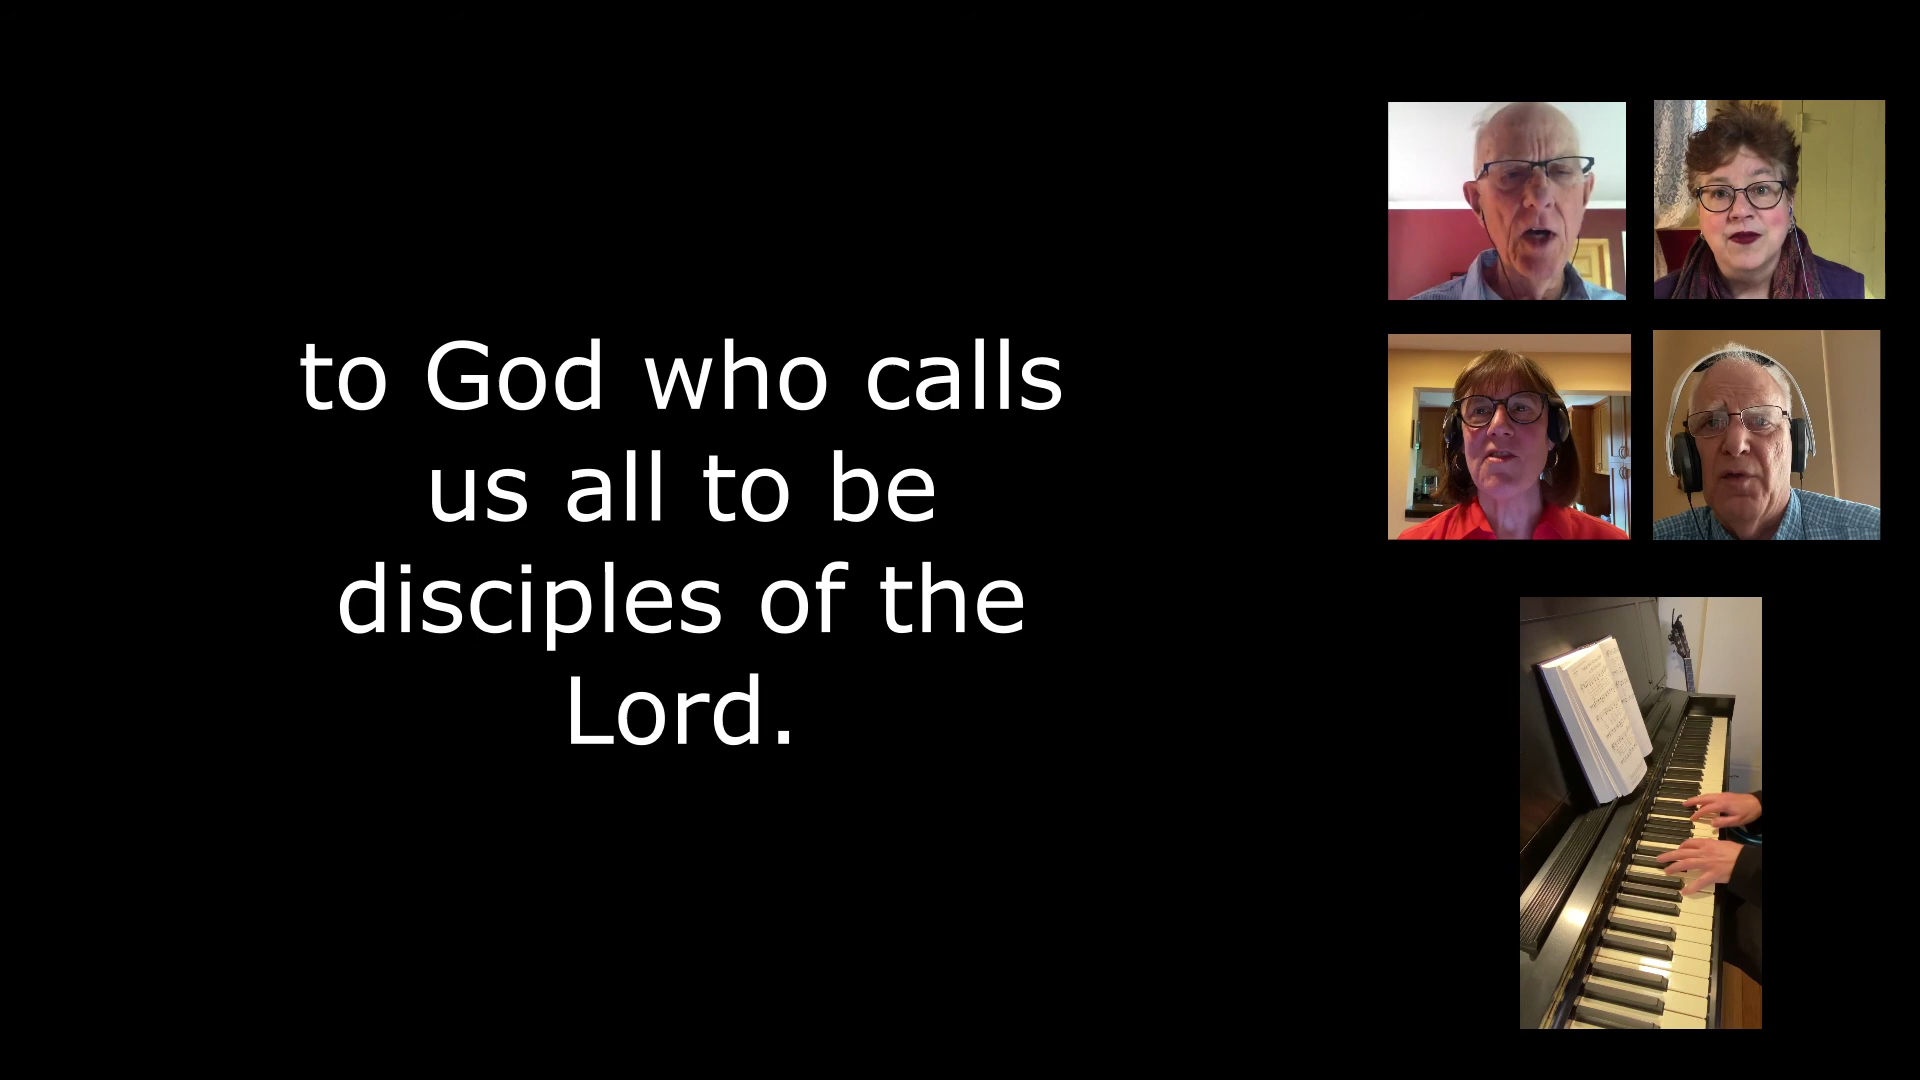 to God who calls
us all to be
disciples of the
Lord.